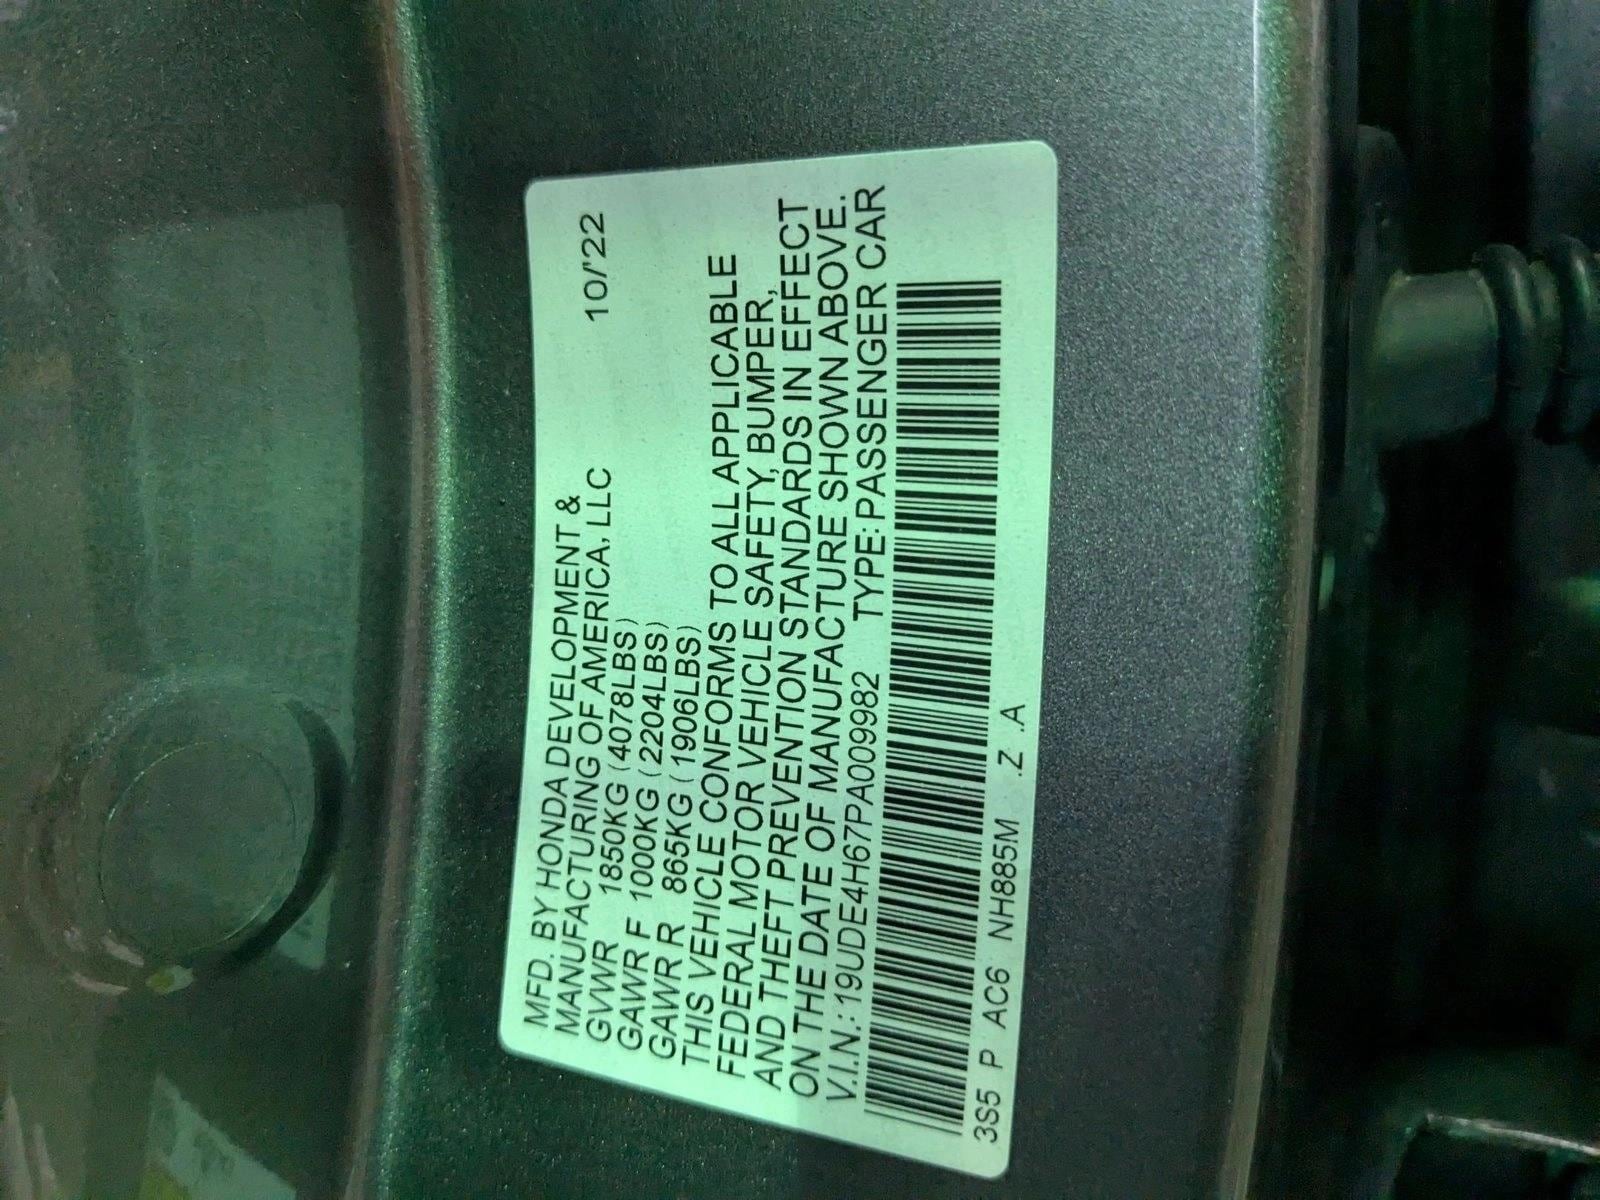 MFD. BY HONDA DEVELOPMENT &
MANUFACTURING OF AMERICA, LLC 10/'22
GVWR 1850KG (4078LBS)
GAWR F 1000KG (2204LBS)
GAWR R 865KG (1906LBS)
THIS VEHICLE CONFORMS TO ALL APPLICABLE
FEDERAL MOTOR VEHICLE SAFETY, BUMPER,
AND THEFT PREVENTION STANDARDS IN EFFECT
ON THE DATE OF MANUFACTURE SHOWN ABOVE.
V.I.N.: 19UDE4H67PA009982 TYPE: PASSENGER CAR
3S5 P AC6 NH885M .Z .A